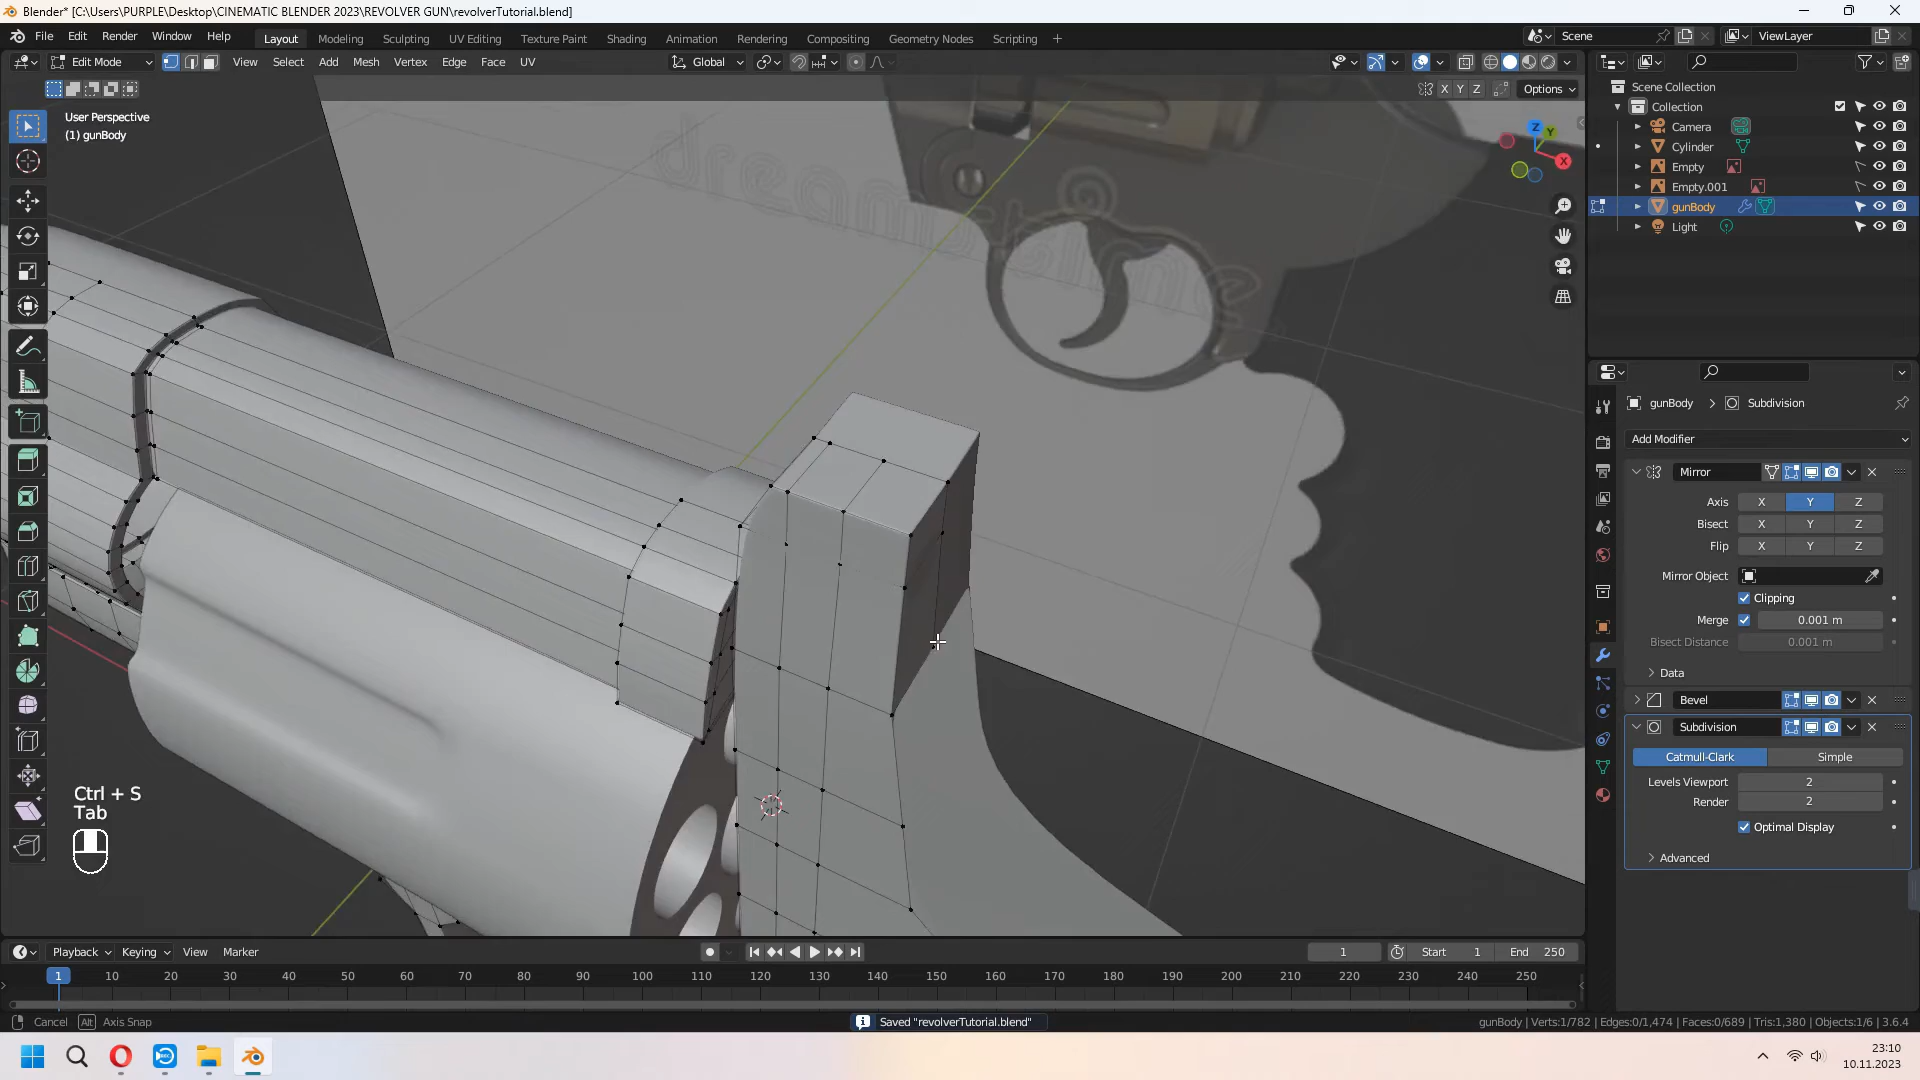 Blender* [C:\Users\PURPLE\Desktop\CINEMATIC BLENDER 2023\REVOLVER GUN\revolverTutorial.blend]
File Edit Render Window Help
Layout Modeling Sculpting UV Editing Texture Paint Shading Animation Rendering Compositing Geometry Nodes Scripting +
Scene
ViewLayer
Edit Mode
View Select Add Mesh Vertex Edge Face UV
Global
X Y Z
Options
User Perspective
(1) gunBody
dreamstime
Z
Y
X
Scene Collection
Collection
Camera
Cylinder
Empty
Empty.001
gunBody
Light
gunBody > Subdivision
Add Modifier
Mirror
Axis X Y Z
Bisect X Y Z
Flip X Y Z
Mirror Object
Clipping
Merge 0.001 m
Bisect Distance 0.001 m
Data
Bevel
Subdivision
Catmull-Clark Simple
Levels Viewport 2
Render 2
Optimal Display
Advanced
Ctrl + S
Tab
Playback Keying View Marker
1
Start 1
End 250
1 10 20 30 40 50 60 70 80 90 100 110 120 130 140 150 160 170 180 190 200 210 220 230 240 250
Cancel Alt Axis Snap
Saved "revolverTutorial.blend"
gunBody | Verts:1/782 | Edges:0/1,474 | Faces:0/689 | Tris:1,380 | Objects:1/6 | 3.6.4
23:10
10.11.2023